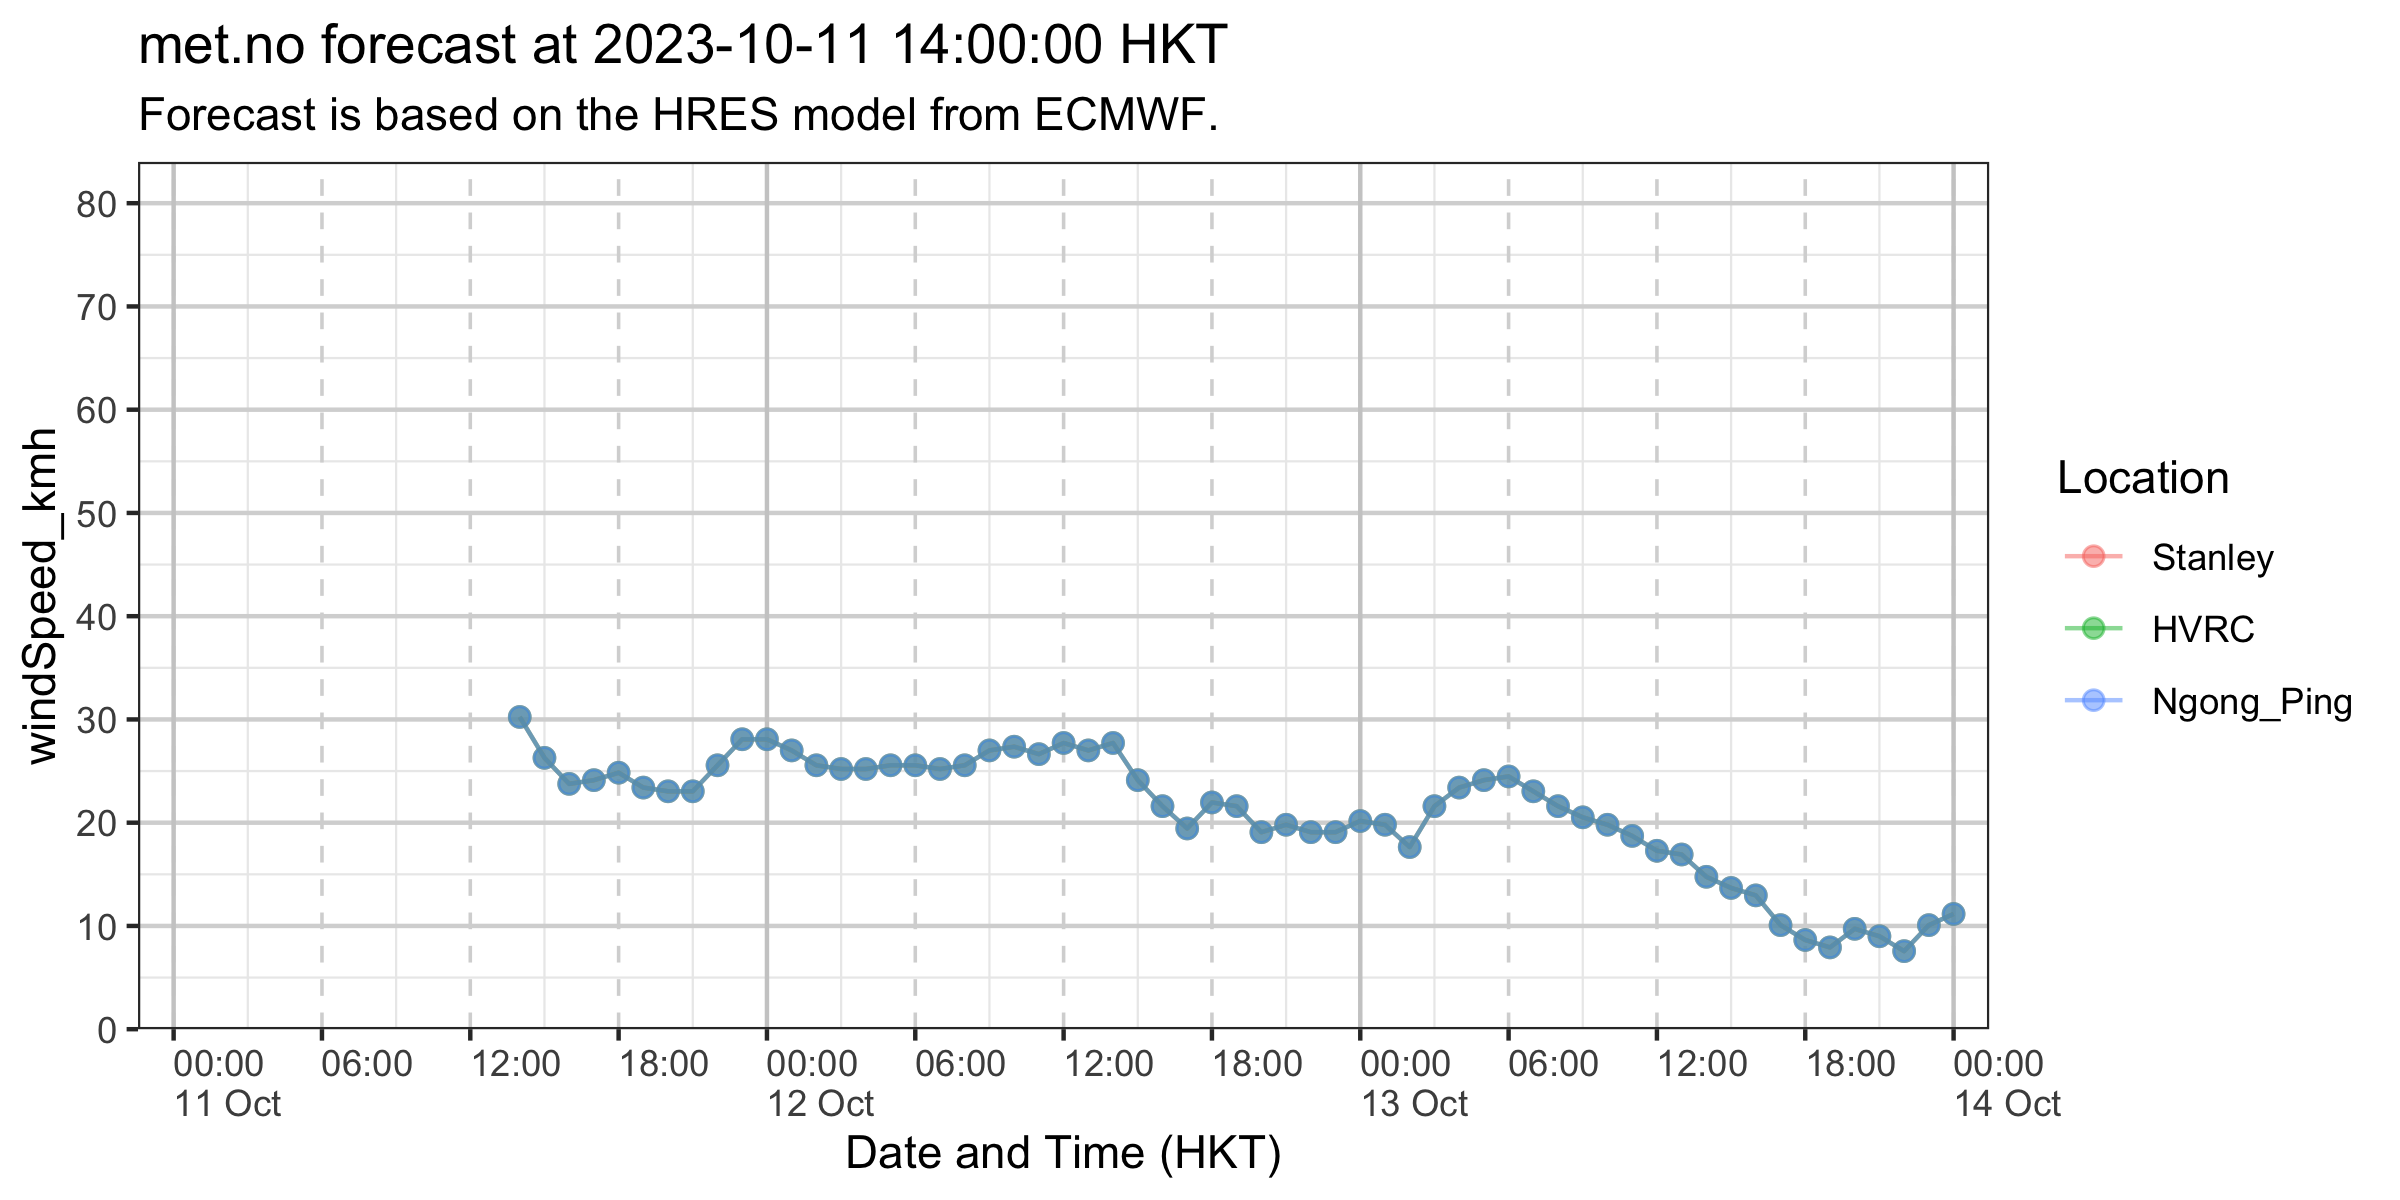 met.no forecast at 2023-10-11 14:00:00 HKT
Forecast is based on the HRES model from ECMWF.
windSpeed_kmh
80
70
60
50
40
30
20
10
0
00:00 06:00 12:00 18:00 00:00 06:00 12:00 18:00 00:00 06:00 12:00 18:00 00:00
11 Oct 12 Oct 13 Oct 14 Oct
Date and Time (HKT)
Location
Stanley
HVRC
Ngong_Ping